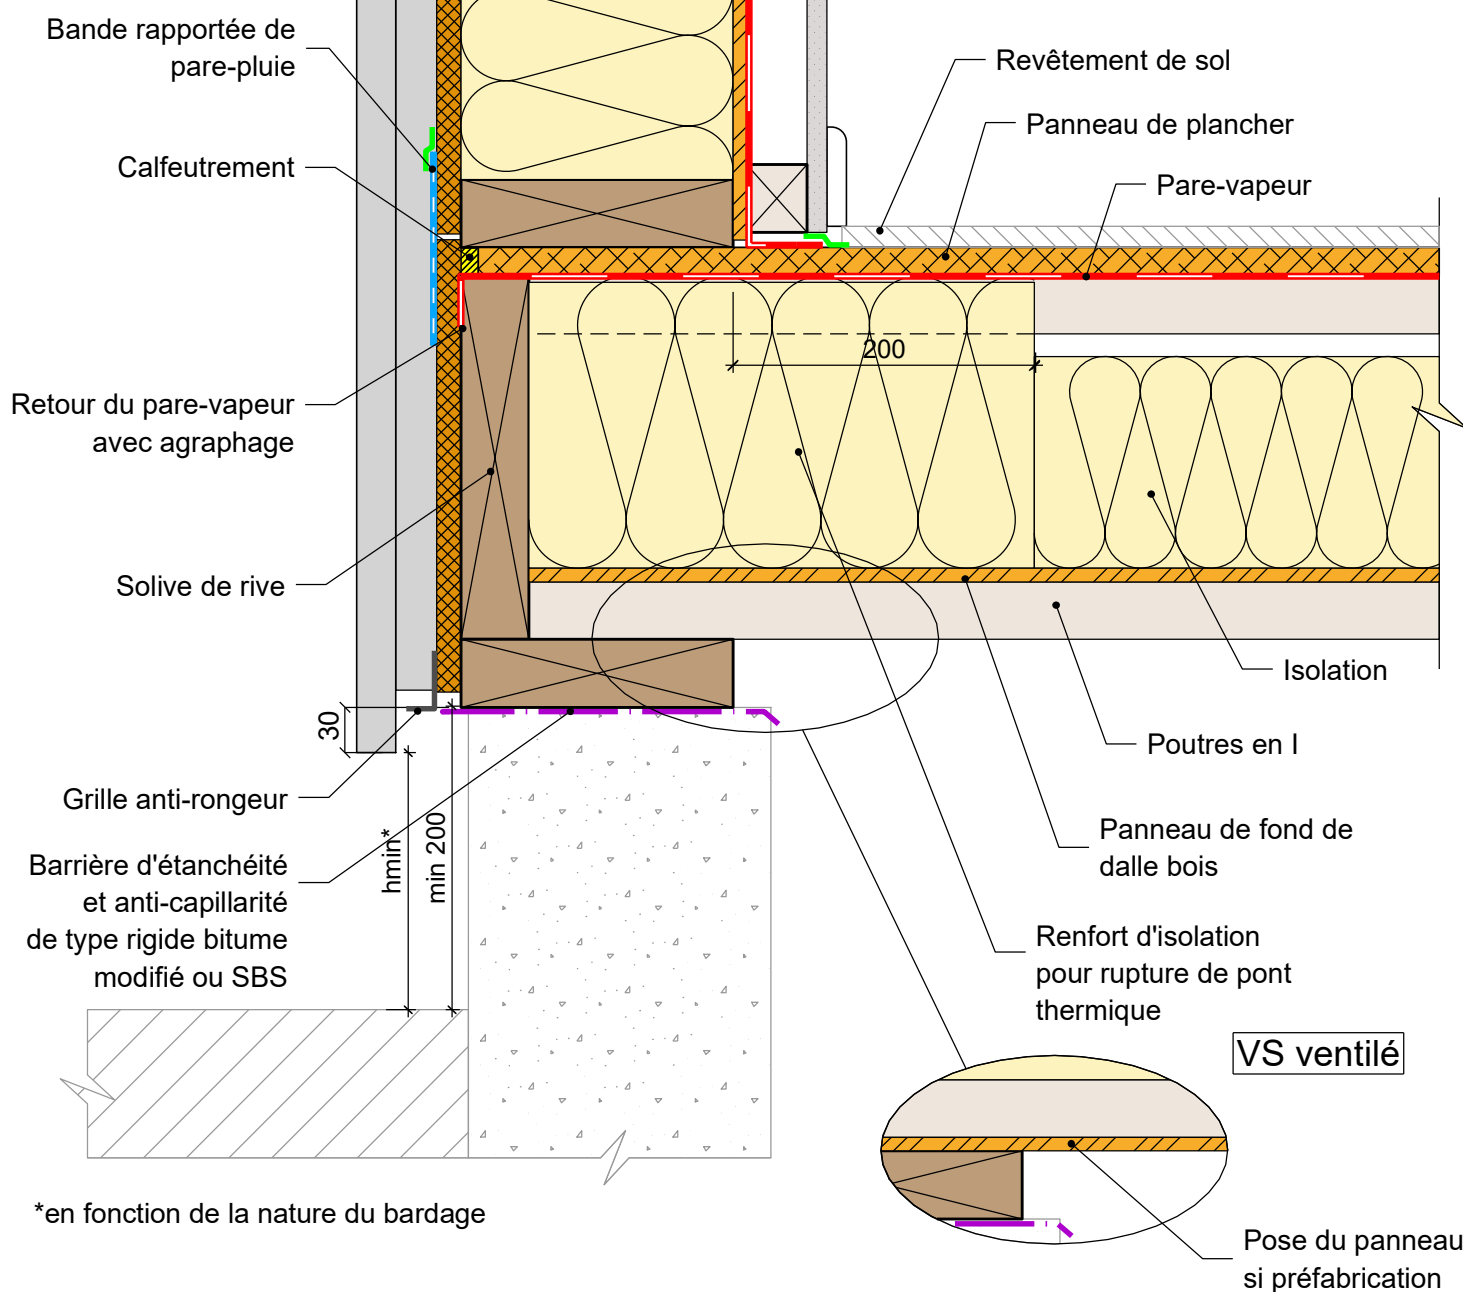 Bande rapportée de
pare-pluie
Calfeutrement
Retour du pare-vapeur
avec agraphage
Solive de rive
Grille anti-rongeur
Barrière d'étanchéité
et anti-capillarité
de type rigide bitume
modifié ou SBS
30
hmin*
min 200
200
Revêtement de sol
Panneau de plancher
Pare-vapeur
Isolation
Poutres en I
Panneau de fond de
dalle bois
Renfort d'isolation
pour rupture de pont
thermique
VS ventilé
Pose du panneau
si préfabrication
*en fonction de la nature du bardage